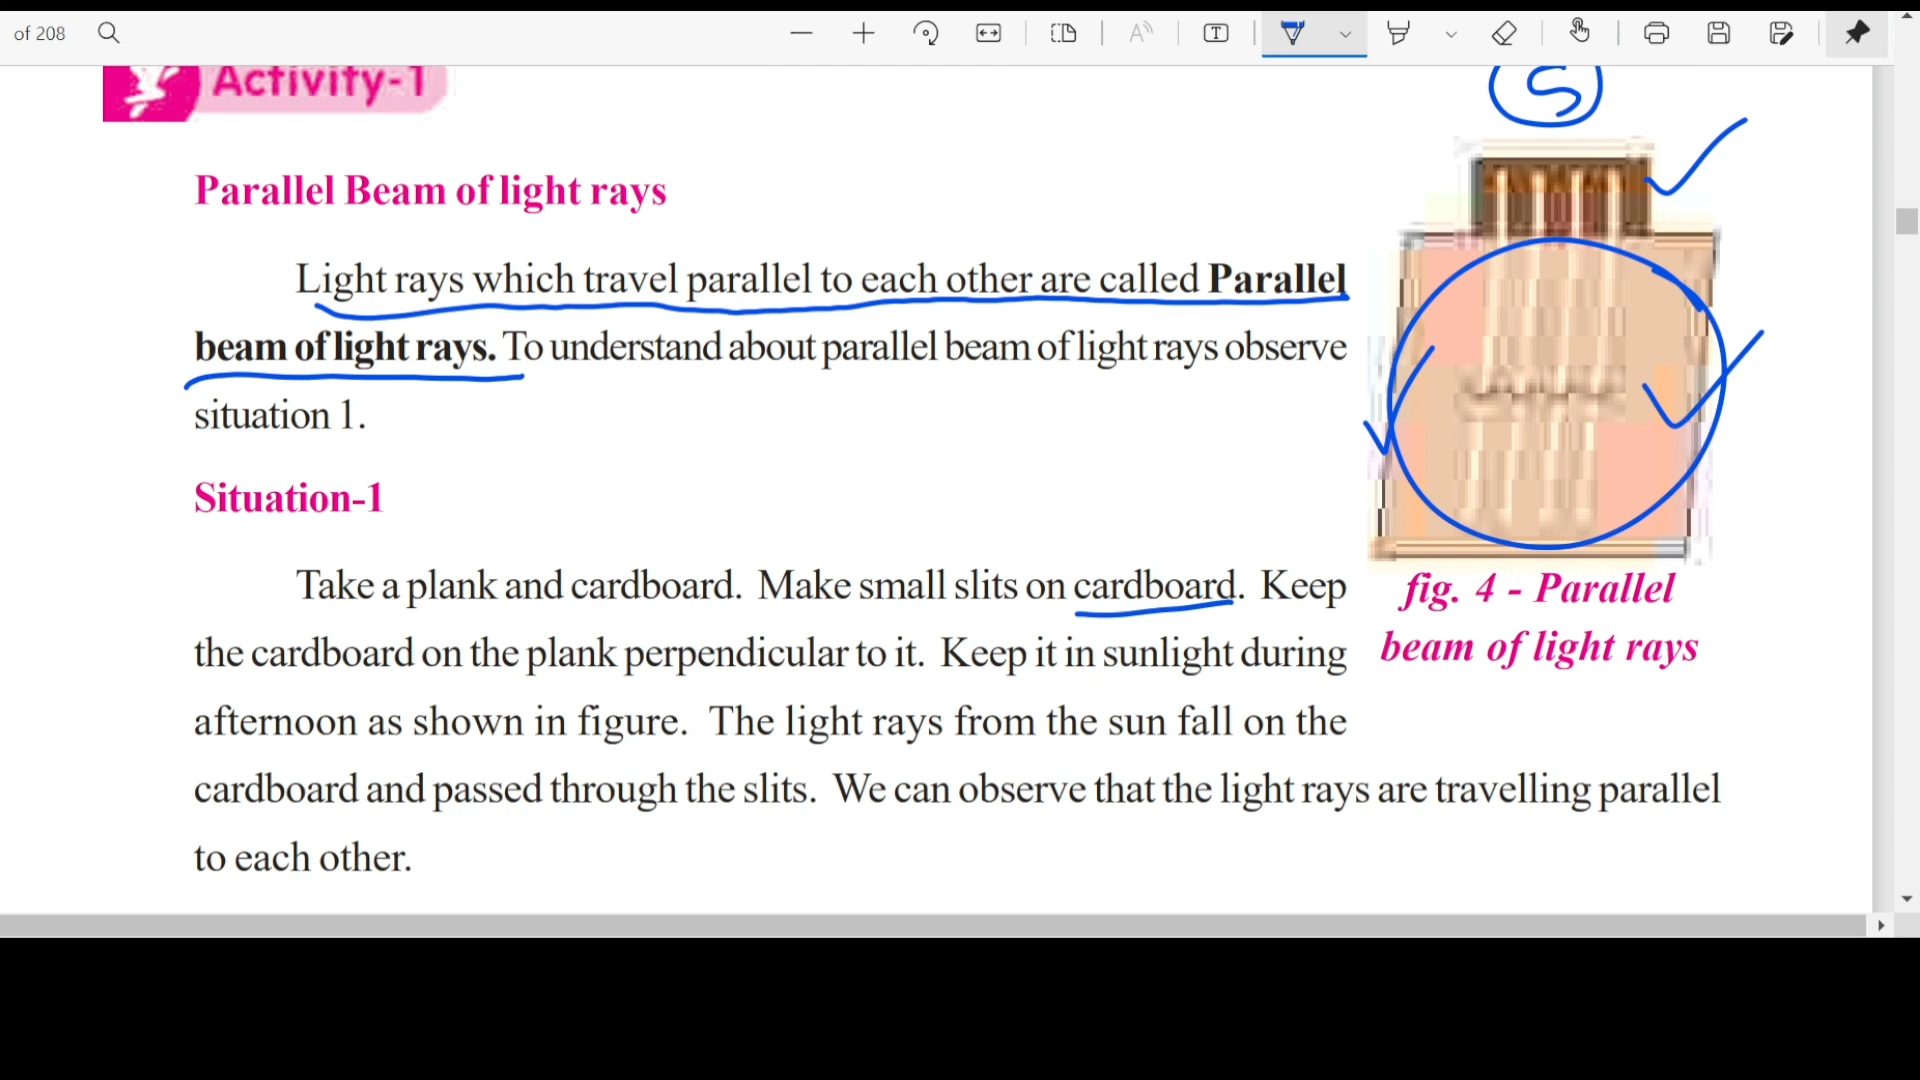 of 208
Activity-1
S
Parallel Beam of light rays
Light rays which travel parallel to each other are called Parallel
beam of light rays. To understand about parallel beam of light rays observe
situation 1.
Situation-1
Take a plank and cardboard. Make small slits on cardboard. Keep
the cardboard on the plank perpendicular to it. Keep it in sunlight during
afternoon as shown in figure. The light rays from the sun fall on the
cardboard and passed through the slits. We can observe that the light rays are travelling parallel
to each other.
fig. 4 - Parallel
beam of light rays